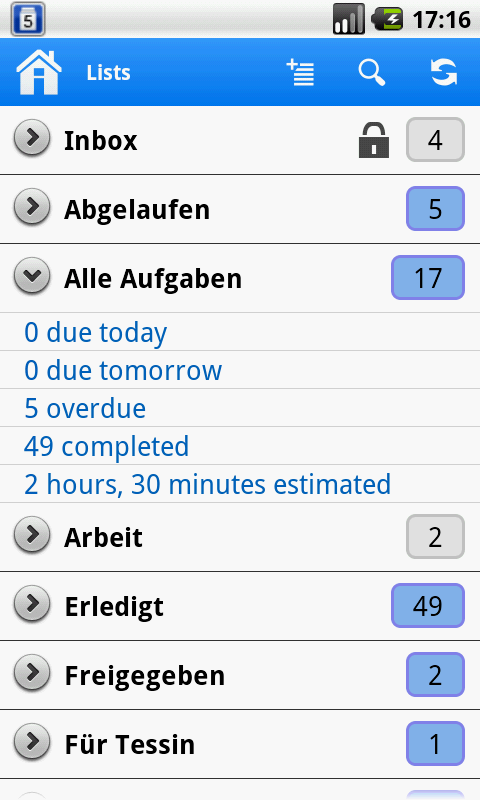 5
17:16
Lists
Inbox 4
Abgelaufen 5
Alle Aufgaben 17
0 due today
0 due tomorrow
5 overdue
49 completed
2 hours, 30 minutes estimated
Arbeit 2
Erledigt 49
Freigegeben 2
Für Tessin 1